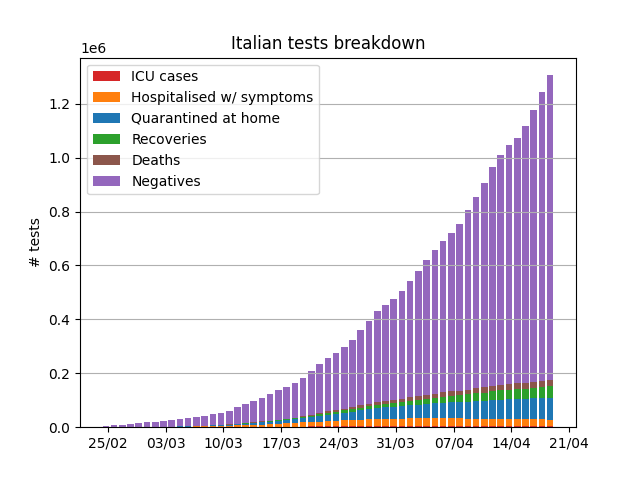 Italian tests breakdown
1e6
ICU cases
Hospitalised w/ symptoms
Quarantined at home
Recoveries
Deaths
Negatives
# tests
1.2
1.0
0.8
0.6
0.4
0.2
0.0
25/02 03/03 10/03 17/03 24/03 31/03 07/04 14/04 21/04